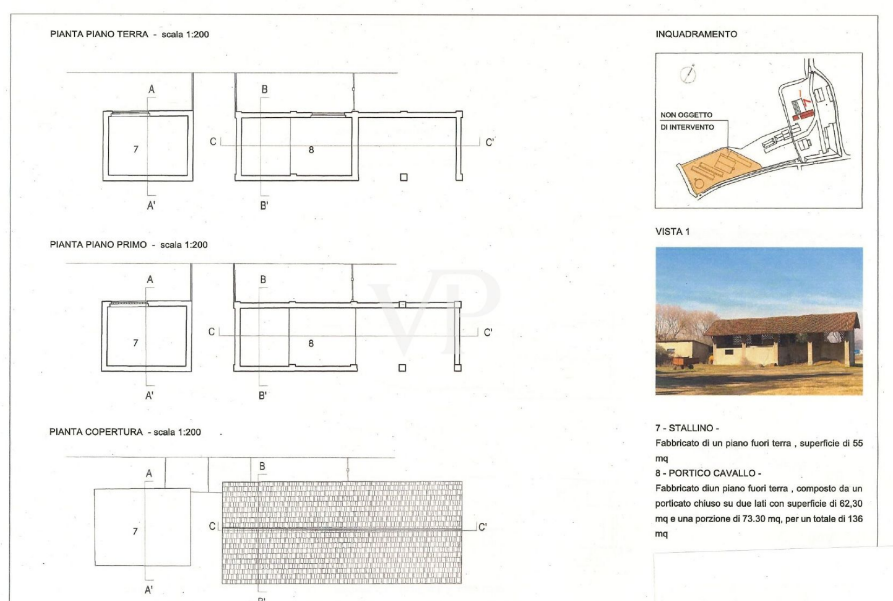 PIANTA PIANO TERRA - scala 1:200
A
B
7
C
8
C'
A'
B'
PIANTA PIANO PRIMO - scala 1:200
A
B
C
C'
7
8
A'
B'
PIANTA COPERTURA - scala 1:200
A
B
7
C
C'
A'
B'
VP
INQUADRAMENTO
NON OGGETTO
DI INTERVENTO
VISTA 1
7 - STALLINO -
Fabbricato di un piano fuori terra , superficie di 55
mq
8 - PORTICO CAVALLO -
Fabbricato diun piano fuori terra , composto da un
porticato chiuso su due lati con superficie di 62,30
mq e una porzione di 73.30 mq, per un totale di 136
mq